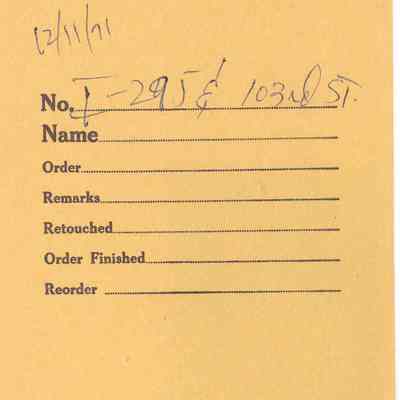 12/11/71
No. I-295 & 103rd ST.
Name
Order
Remarks
Retouched
Order Finished
Reorder